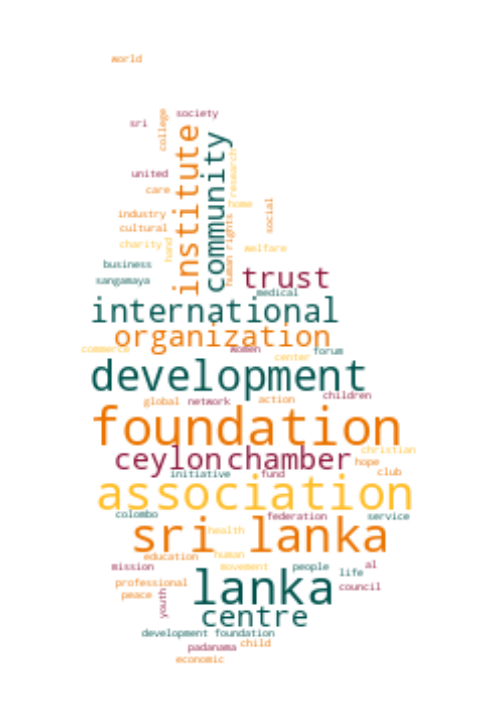 world
society
sri
college
institute
community
research
united
care
home
social
industry
human rights
cultural
charity
hand
welfare
business
trust
sangamaya
medical
international
organization
commerce
women
forum
center
development
children
global network
action
foundation
christian
ceylon chamber
hope
initiative
fund
club
association
colombo
federation
service
sri lanka
health
education
human
mission
movement
people
al
life
professional
lanka
council
peace
youth
centre
development foundation
child
padanama
economic